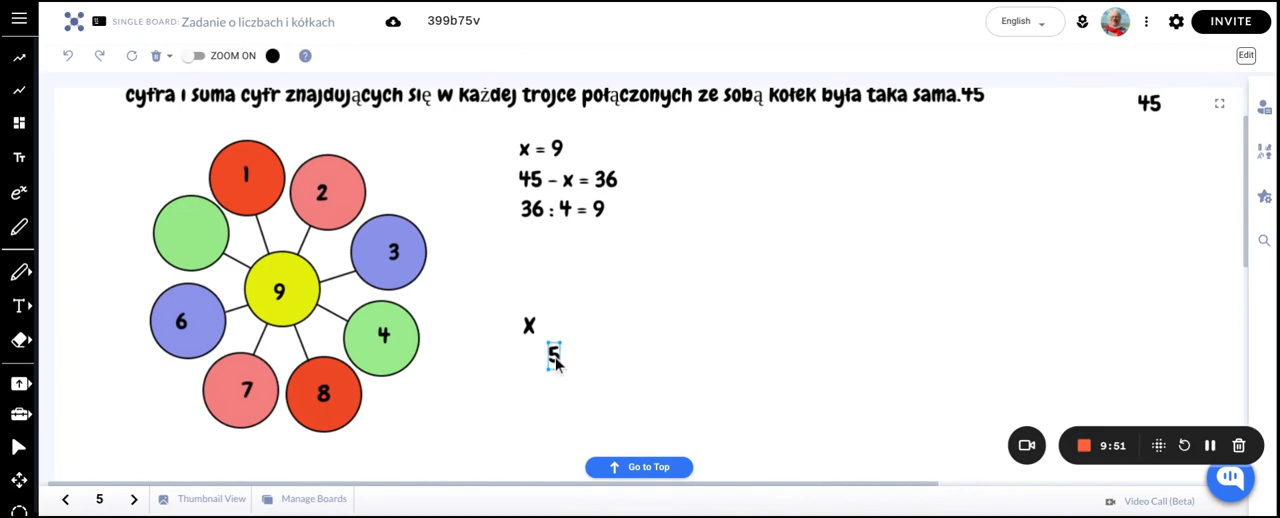 SINGLE BOARD: Zadanie o liczbach i kółkach
399b75v
English
INVITE
ZOOM ON
?
Edit
cyfra i suma cyfr znajdujących się w każdej trójce połączonych ze sobą kółek była taka sama.45
45
1
2
3
9
6
4
7
8
x = 9
45 - x = 36
36 : 4 = 9
x
5
Tт
eˣ
T
9:51
Go to Top
5
Thumbnail View
Manage Boards
Video Call (Beta)